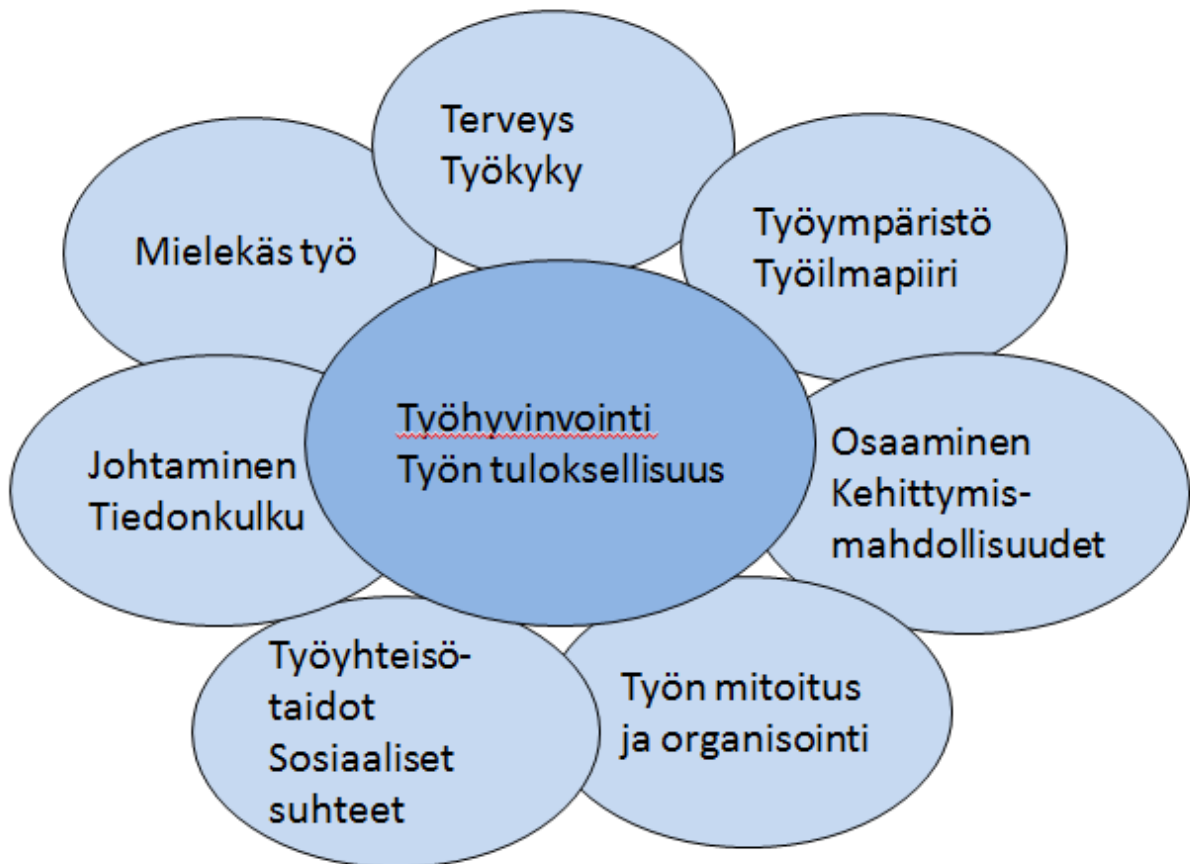 Terveys
Työkyky
Työympäristö
Työilmapiiri
Mielekäs työ
Työhyvinvointi
Työn tuloksellisuus
Osaaminen
Kehittymis-
mahdollisuudet
Johtaminen
Tiedonkulku
Työyhteisö-
taidot
Sosiaaliset
suhteet
Työn mitoitus
ja organisointi